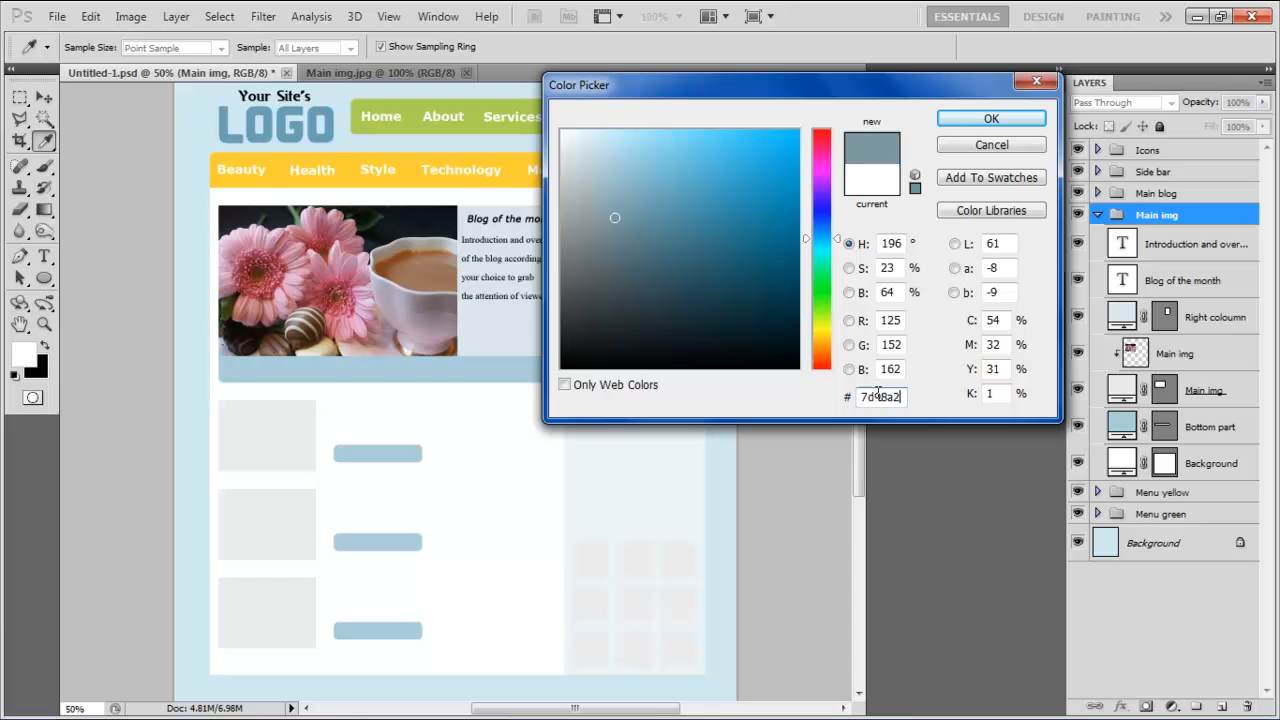 Ps File Edit Image Layer Select Filter Analysis 3D View Window Help Br Mb 100% ESSENTIALS DESIGN PAINTING
Sample Size: Point Sample Sample: All Layers Show Sampling Ring
Untitled-1.psd @ 50% (Main img, RGB/8) * Main img.jpg @ 100% (RGB/8)
Your Site's
LOGO
Home About Services
Beauty Health Style Technology
Blog of the mo
Introduction and over
of the blog according
your choice to grab
the attention of viewe
Color Picker
new
current
OK
Cancel
Add To Swatches
Color Libraries
H: 196 ° L: 61
S: 23 % a: -8
B: 64 % b: -9
R: 125 C: 54 %
G: 152 M: 32 %
B: 162 Y: 31 %
# 7d98a2 K: 1 %
Only Web Colors
LAYERS
Pass Through Opacity: 100%
Lock: Fill: 100%
Icons
Side bar
Main blog
Main img
T Introduction and over...
T Blog of the month
Right coloumn
Main img
Main img
Bottom part
Background
Menu yellow
Menu green
Background
50% Doc: 4.81M/6.98M